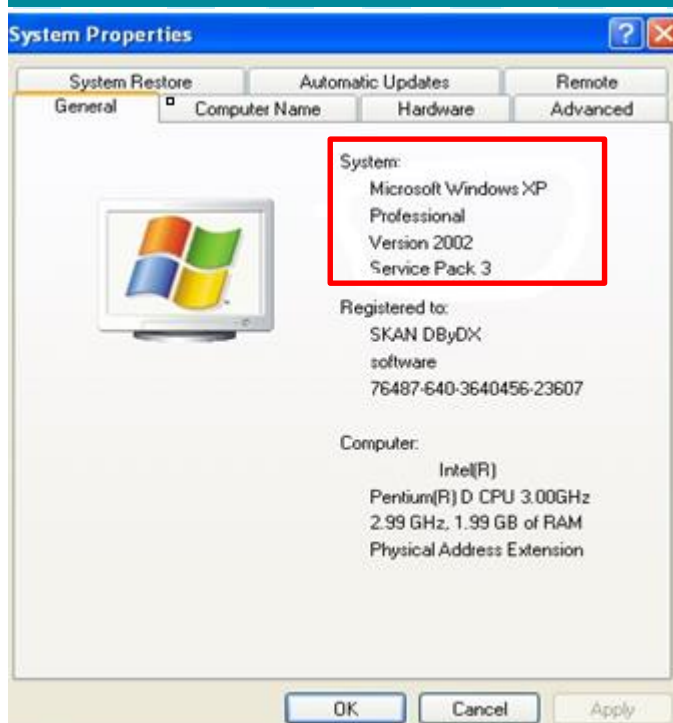 System Properties
System Restore Automatic Updates Remote
General Computer Name Hardware Advanced
System:
Microsoft Windows XP
Professional
Version 2002
Service Pack 3
Registered to:
SKAN DByDX
software
76487-640-3640456-23607
Computer:
Intel(R)
Pentium(R) D CPU 3.00GHz
2.99 GHz, 1.99 GB of RAM
Physical Address Extension
OK Cancel Apply